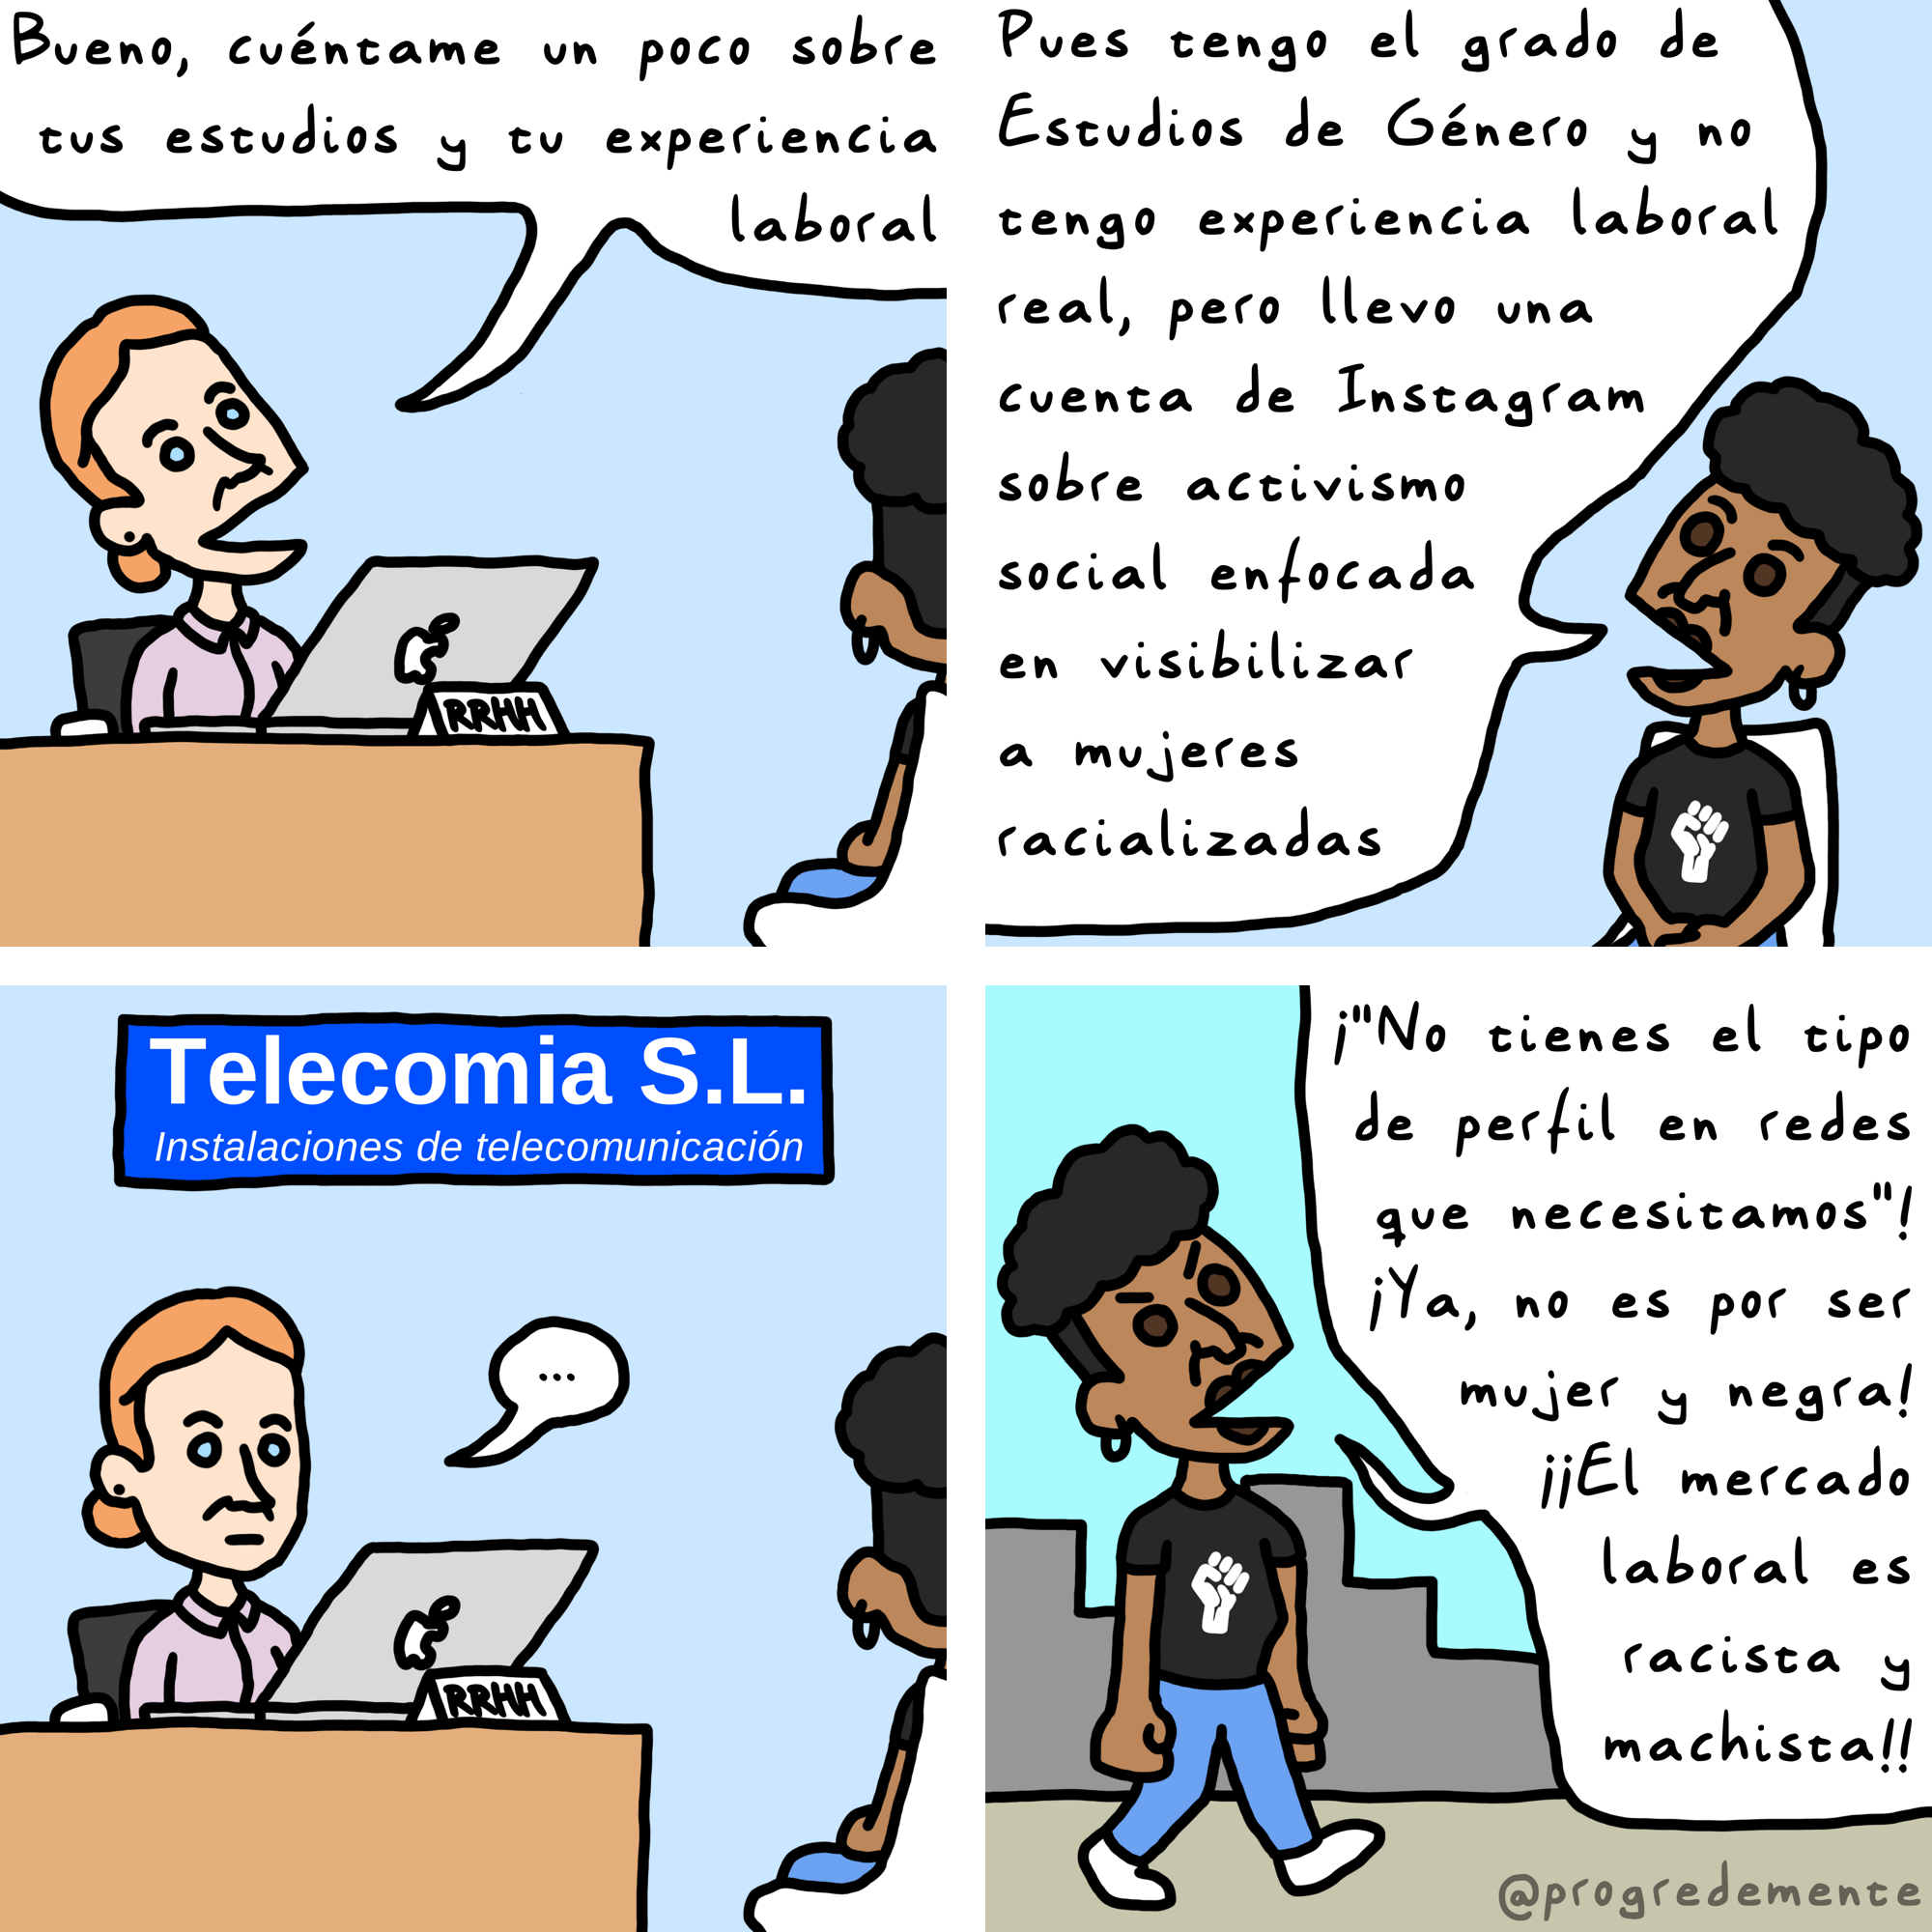 Bueno, cuéntame un poco sobre
tus estudios y tu experiencia
laboral
RRHH
Pues tengo el grado de
Estudios de Género y no
tengo experiencia laboral
real, pero llevo una
cuenta de Instagram
sobre activismo
social enfocada
en visibilizar
a mujeres
racializadas
Telecomia S.L.
Instalaciones de telecomunicación
...
RRHH
¡"No tienes el tipo
de perfil en redes
que necesitamos"!
¡Ya, no es por ser
mujer y negra!
¡¡El mercado
laboral es
racista y
machista!!
@progredemente